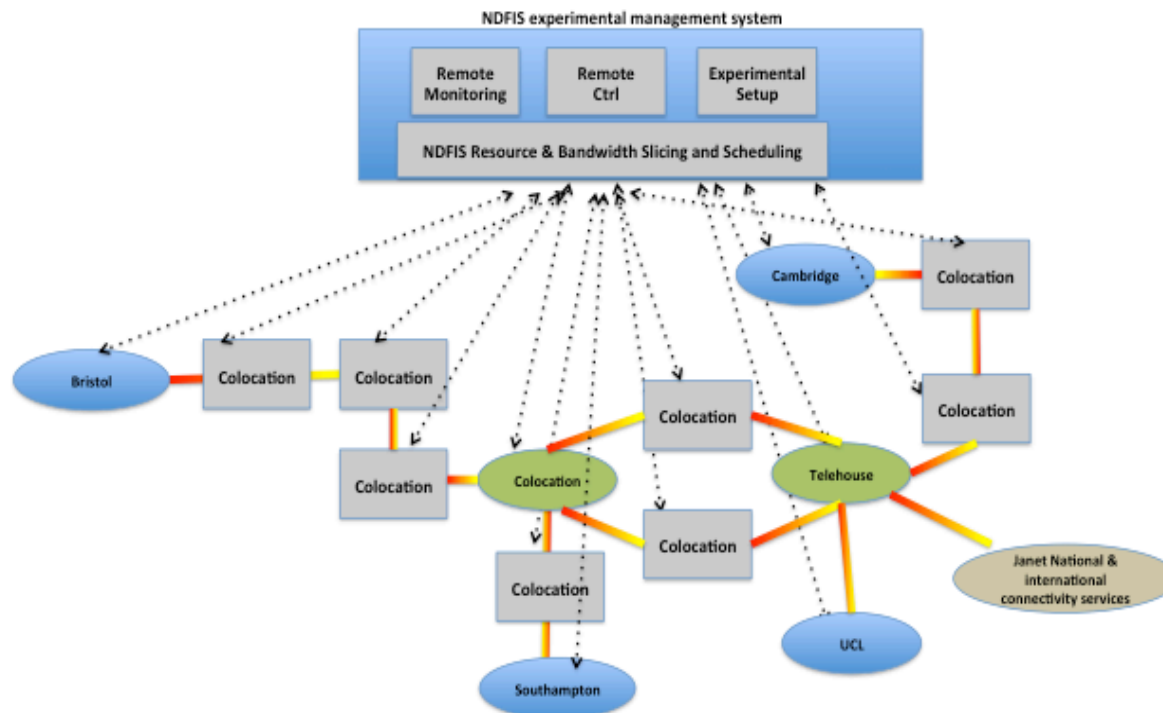 NDFIS experimental management system
Remote
Monitoring
Remote
Ctrl
Experimental
Setup
NDFIS Resource & Bandwidth Slicing and Scheduling
Cambridge
Colocation
Bristol
Colocation
Colocation
Colocation
Colocation
Colocation
Colocation
Telehouse
Colocation
Colocation
Janet National &
international
connectivity services
UCL
Southampton